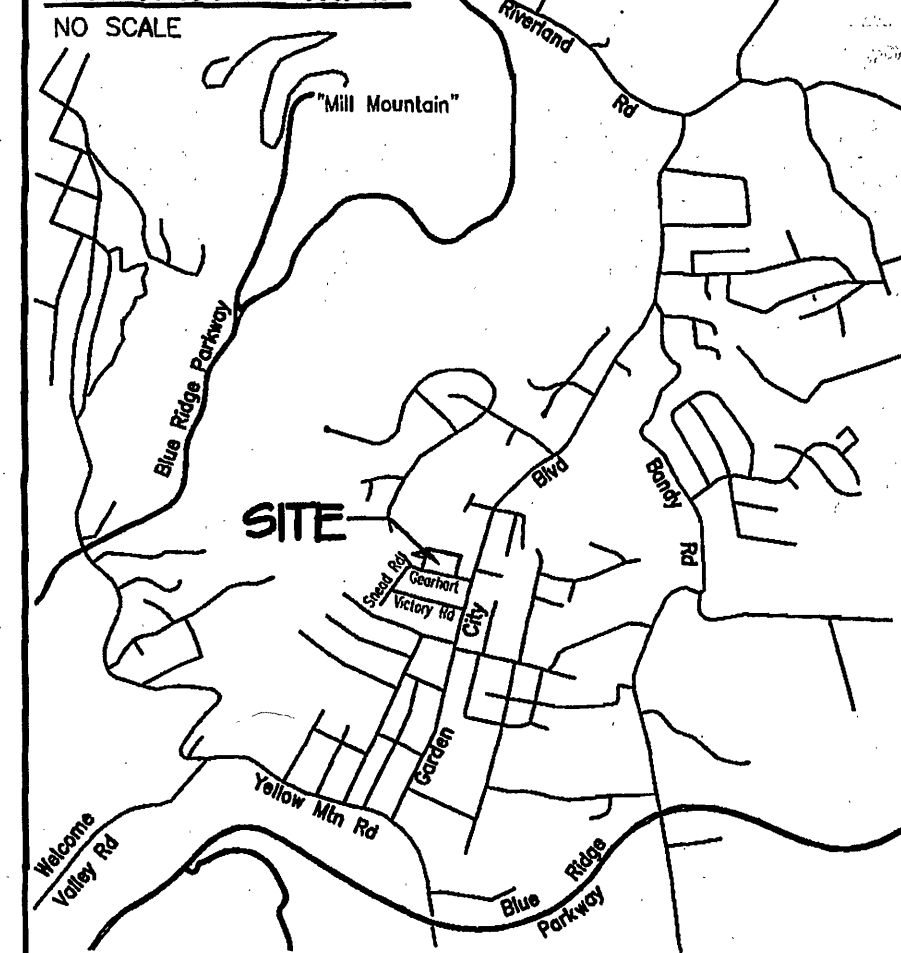 NO SCALE
Riverland
Rd
"Mill Mountain"
Blue Ridge Parkway
Blvd
Bandy
Rd
SITE
Snead Rd
Gearhart
Victory Rd
City
Garden
Yellow Mtn Rd
Welcome
Valley Rd
Blue Ridge
Parkway